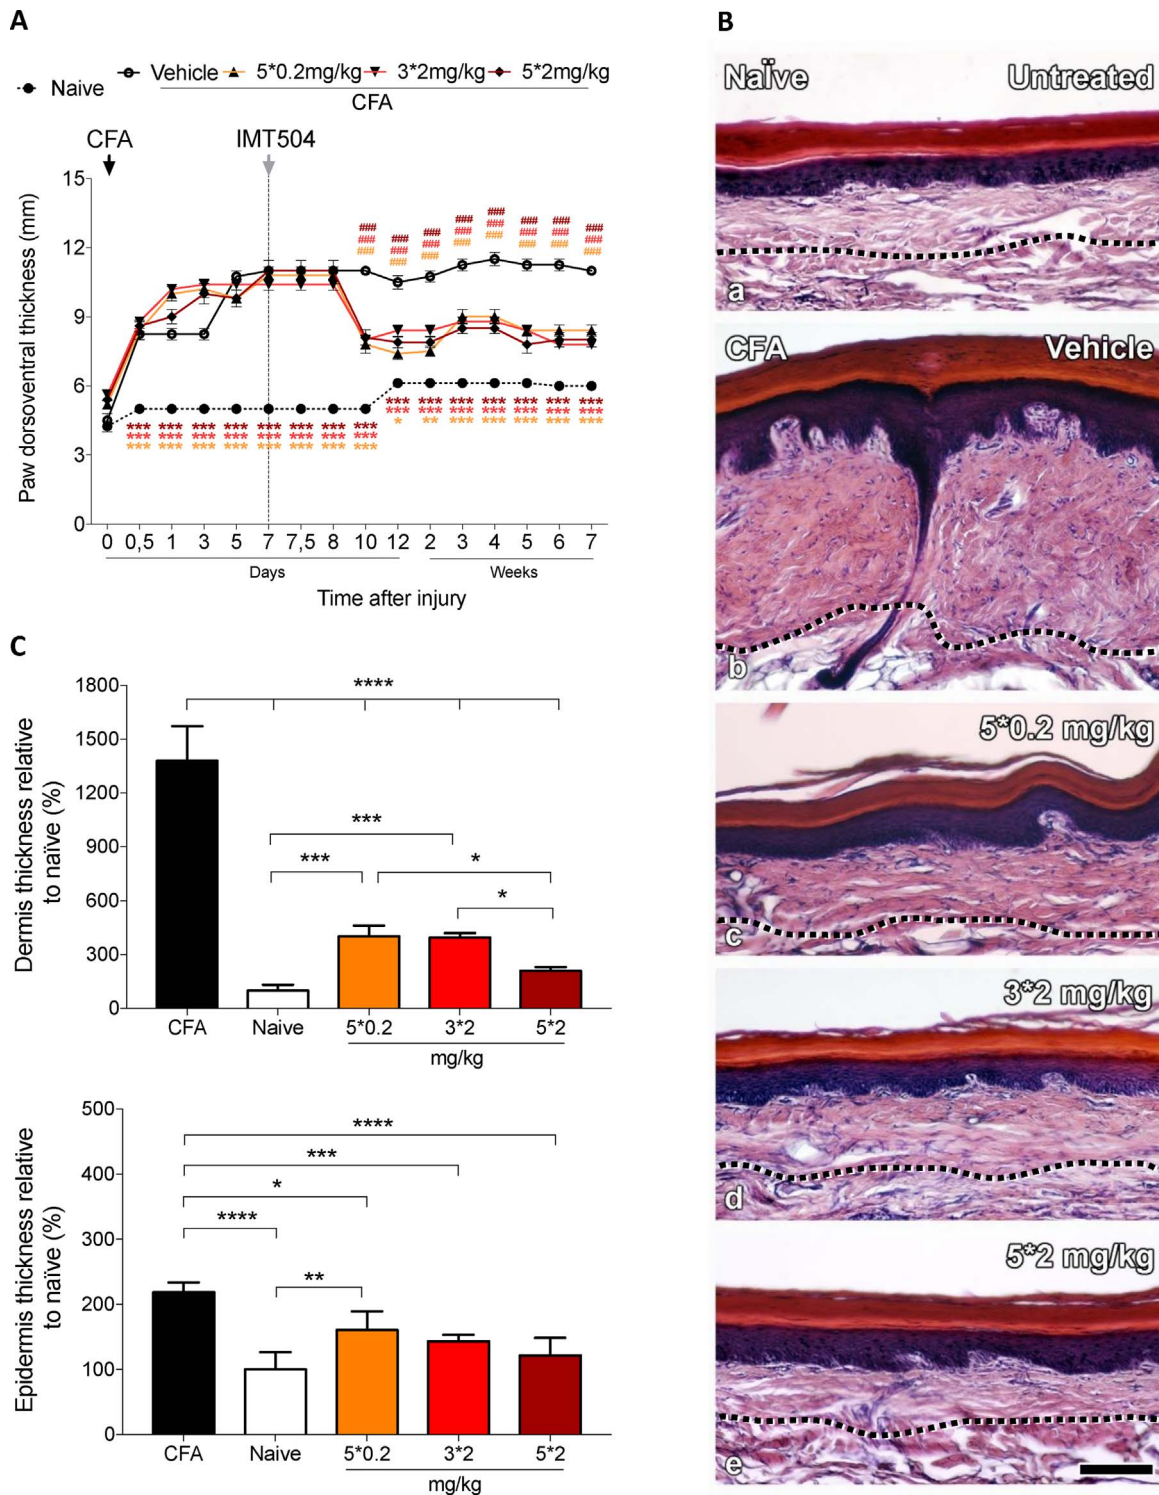 A
Naive
Vehicle 5*0.2mg/kg 3*2mg/kg 5*2mg/kg
CFA
CFA
IMT504
Paw dorsoventral thickness (mm)
15
12
9
6
3
0
### ### ### ### ### ### ### ###
### ### ### ### ### ### ### ###
### ### ### ### ### ### ### ###
*** *** *** *** *** *** *** *** *** *** *** *** *** *** ***
*** *** *** *** *** *** *** *** *** *** *** *** *** *** ***
*** *** *** *** *** *** *** *** * ** *** *** *** *** ***
0 0,5 1 3 5 7 7,5 8 10 12 2 3 4 5 6 7
Days
Weeks
Time after injury
B
Naïve Untreated
a
CFA Vehicle
b
5*0.2 mg/kg
c
3*2 mg/kg
d
5*2 mg/kg
e
C
Dermis thickness relative
to naïve (%)
1800
1500
1200
900
600
300
0
****
***
***
*
*
CFA Naive 5*0.2 3*2 5*2
mg/kg
Epidermis thickness relative
to naïve (%)
500
400
300
200
100
0
****
***
*
****
**
CFA Naive 5*0.2 3*2 5*2
mg/kg